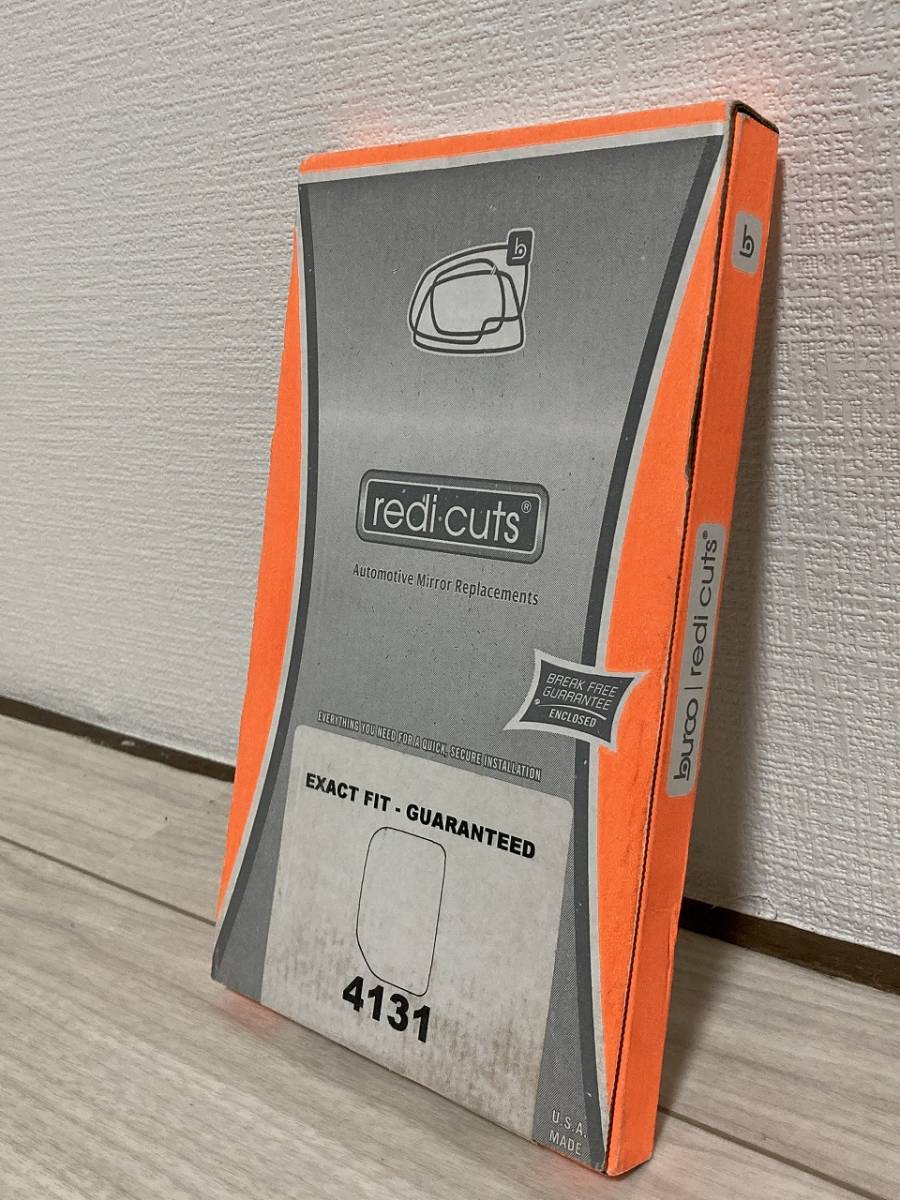 b
redi·cuts®
Automotive Mirror Replacements
BREAK FREE
GUARANTEE
ENCLOSED
EVERYTHING YOU NEED FOR A QUICK, SECURE INSTALLATION
EXACT FIT - GUARANTEED
4131
U.S.A.
MADE
b
burco | redi cuts®